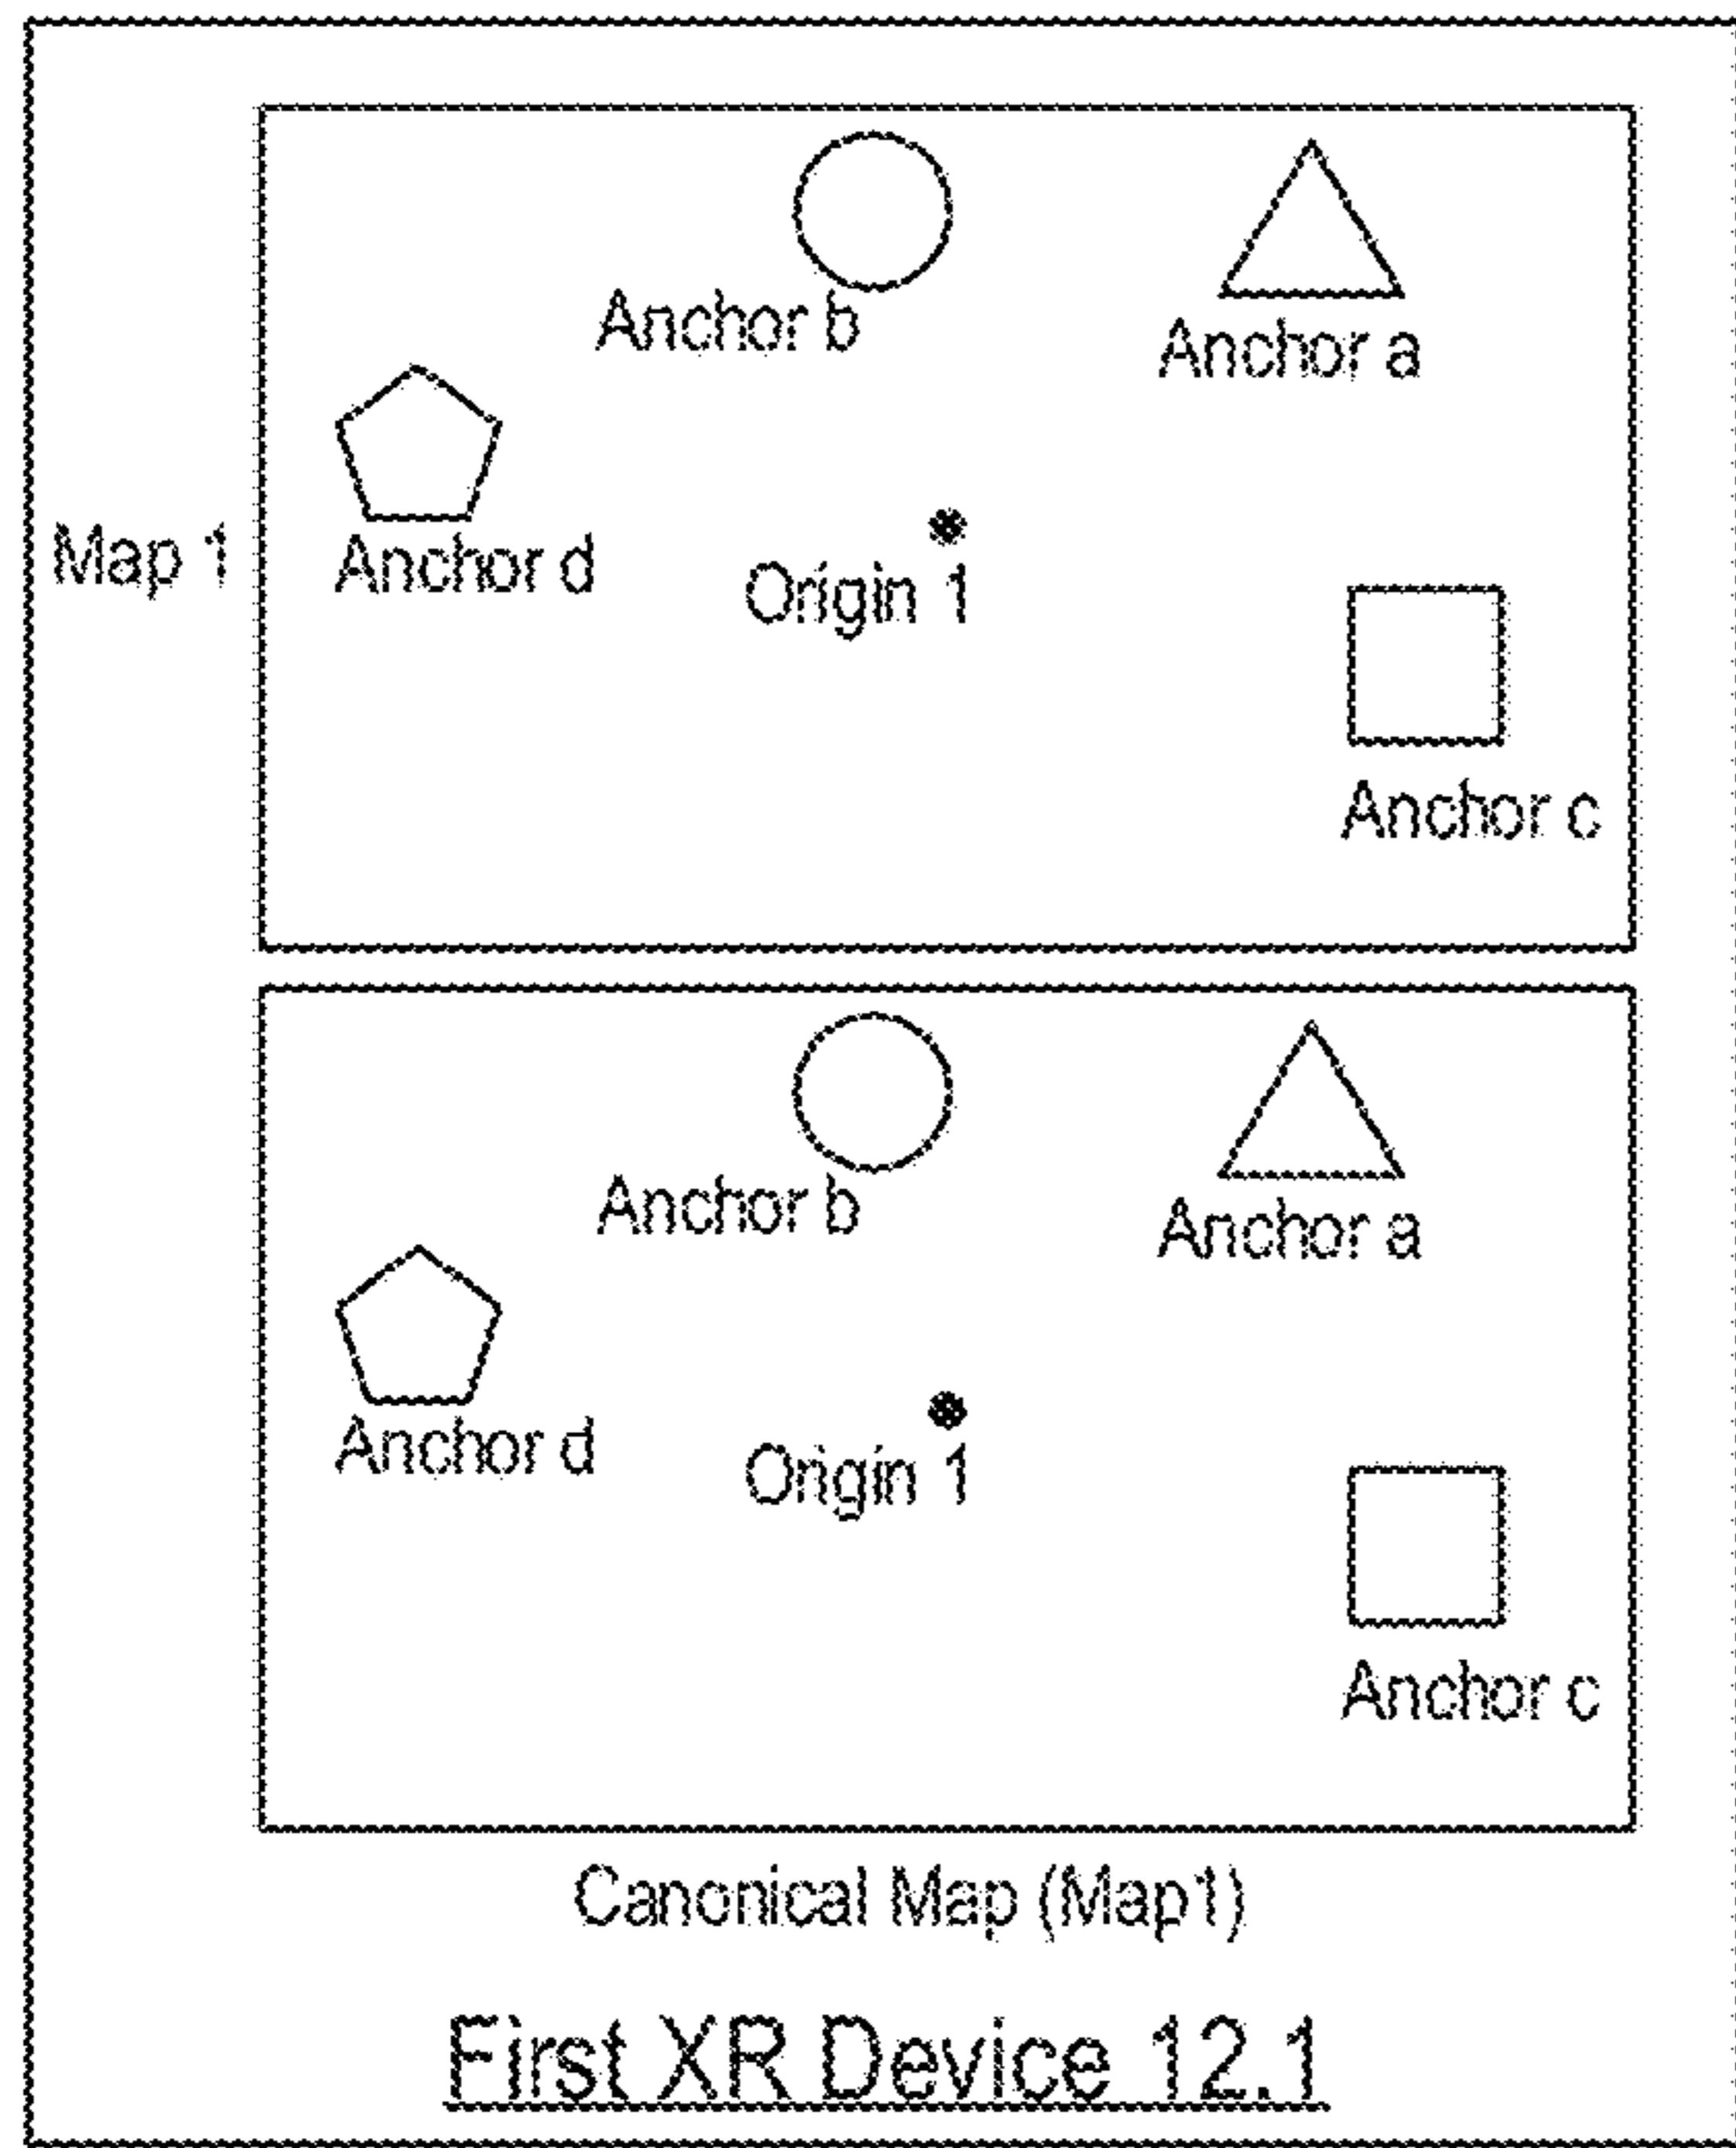 Anchor b
Anchor a
Map 1
Anchor d
Origin 1
Anchor c
Anchor b
Anchor a
Anchor d
Origin 1
Anchor c
Canonical Map (Map1)
First XR Device 12.1